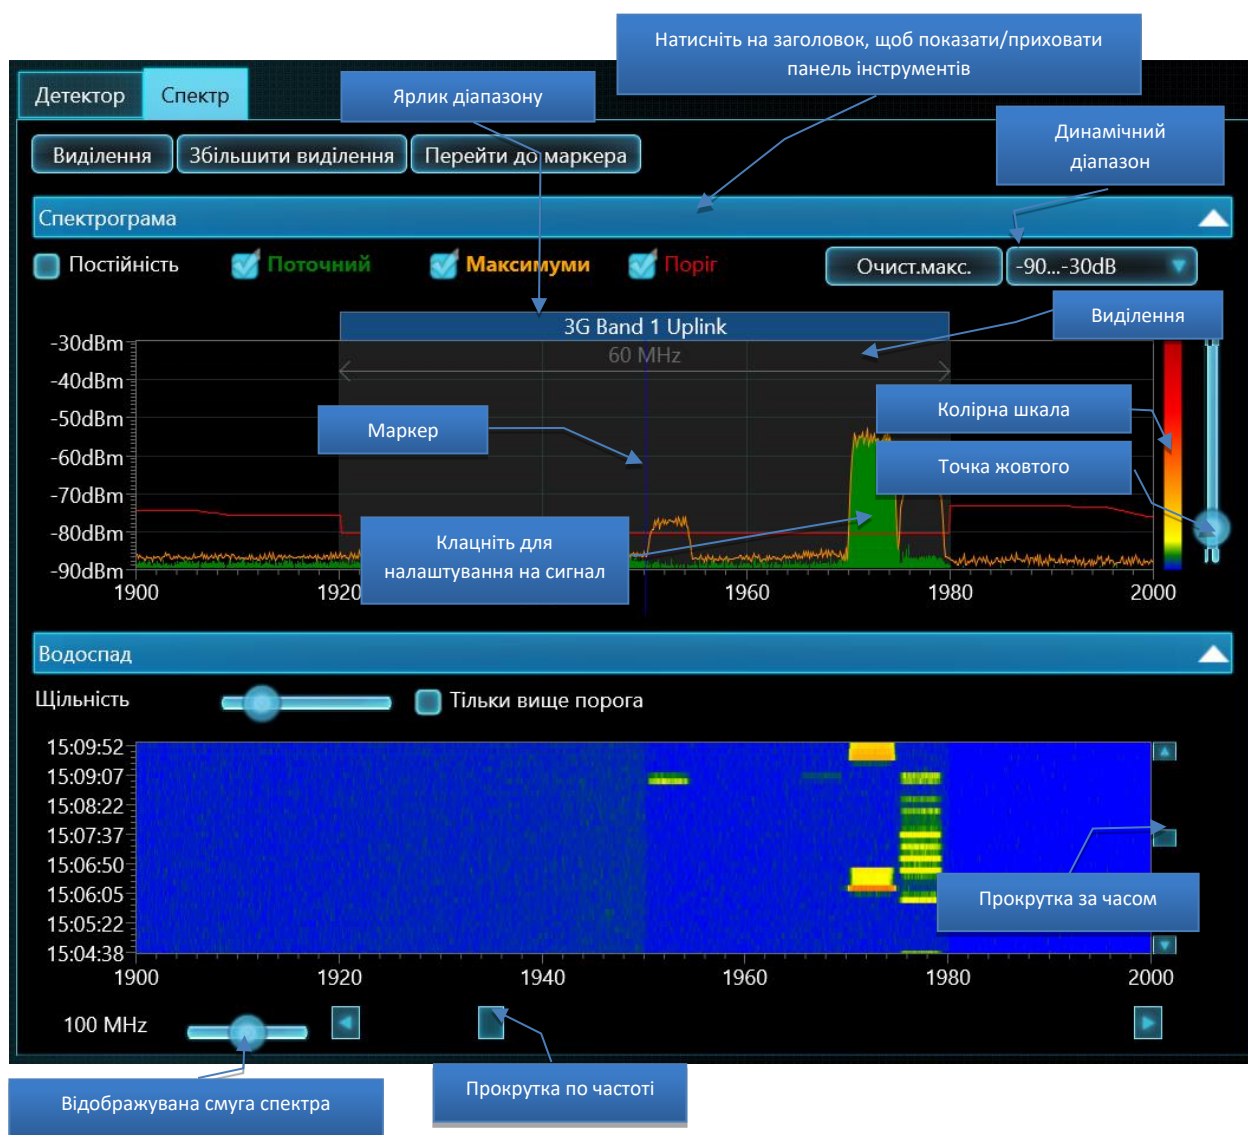 Натисніть на заголовок, щоб показати/приховати
панель інструментів
Детектор
Спектр
Ярлик діапазону
Динамічний
діапазон
Виділення
Збільшити виділення
Перейти до маркера
Спектрограма
Постійність
Поточний
Максимуми
Поріг
Очист.макс.
-90...-30dB
Виділення
3G Band 1 Uplink
60 MHz
-30dBm
-40dBm
-50dBm
-60dBm
-70dBm
-80dBm
-90dBm
Маркер
Колірна шкала
Точка жовтого
Клацніть для
налаштування на сигнал
1900
1920
1960
1980
2000
Водоспад
Щільність
Тільки вище порога
15:09:52
15:09:07
15:08:22
15:07:37
15:06:50
15:06:05
15:05:22
15:04:38
Прокрутка за часом
1900
1920
1940
1960
1980
2000
100 MHz
Відображувана смуга спектра
Прокрутка по частоті